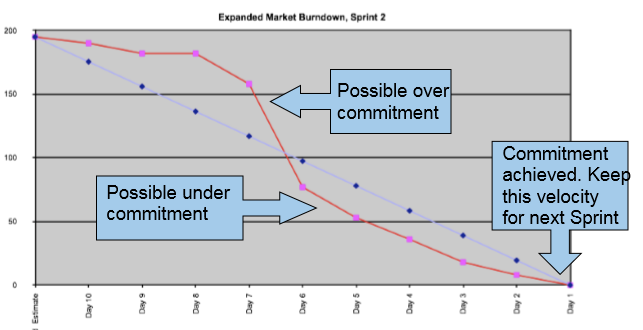 Expanded Market Burndown, Sprint 2
200
150
100
50
0
Possible over
commitment
Possible under
commitment
Commitment
achieved. Keep
this velocity
for next Sprint
Estimate
Day 10
Day 9
Day 8
Day 7
Day 6
Day 5
Day 4
Day 3
Day 2
Day 1